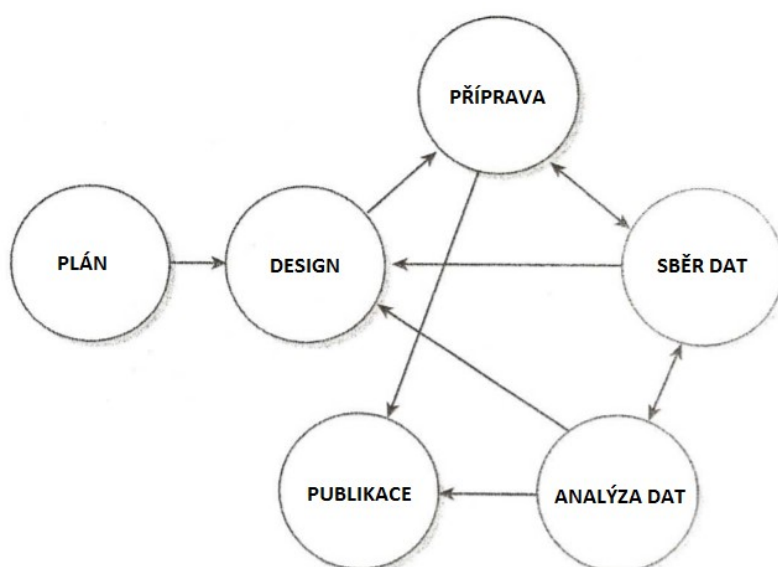 PŘÍPRAVA
PLÁN
DESIGN
SBĚR DAT
PUBLIKACE
ANALÝZA DAT